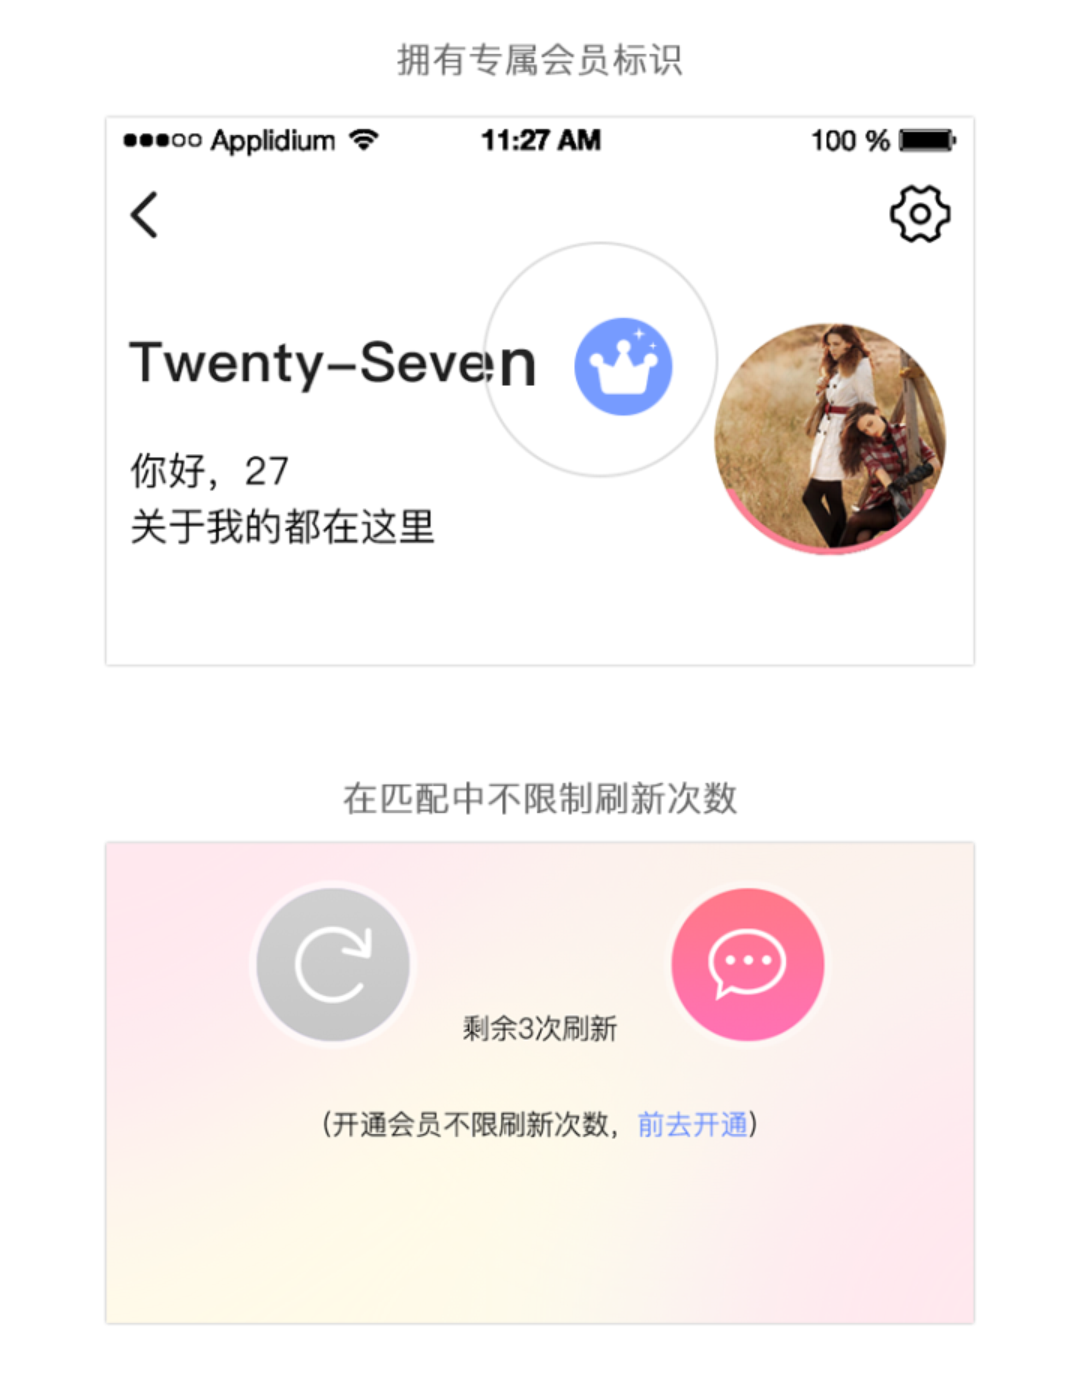 拥有专属会员标识
Applidium
11:27 AM
100 %
Twenty-Seven
你好，27
关于我的都在这里
在匹配中不限制刷新次数
剩余3次刷新
(开通会员不限刷新次数，前去开通)